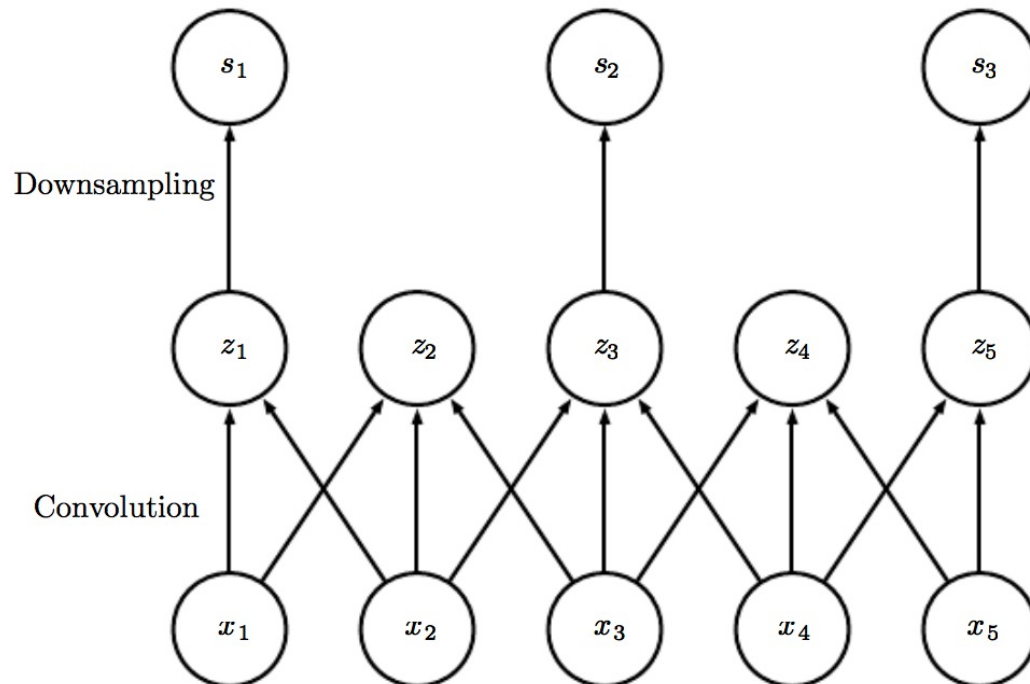 s1 s2 s3
Downsampling
z1 z2 z3 z4 z5
Convolution
x1 x2 x3 x4 x5